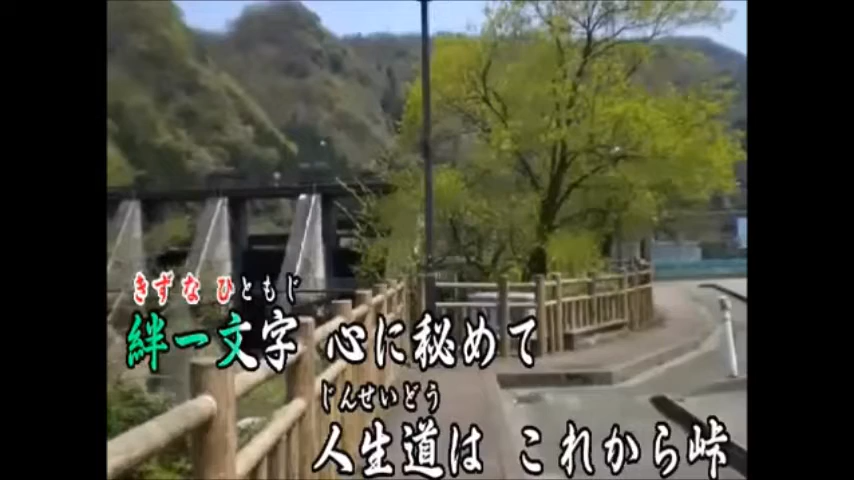 きずな ひともじ
絆一文字 心に秘めて
じんせいどう
人生道は これから峠